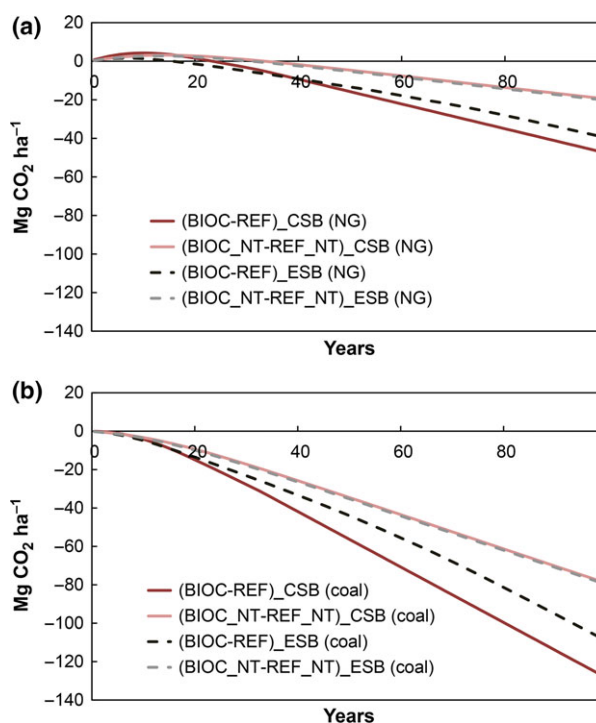 (a)
20
0
0
20
40
60
80
−20
−40
−60
−80
−100
−120
−140
Mg CO₂ ha⁻¹
(BIOC-REF)_CSB (NG)
(BIOC_NT-REF_NT)_CSB (NG)
(BIOC-REF)_ESB (NG)
(BIOC_NT-REF_NT)_ESB (NG)
Years
(b)
20
0
0
20
40
60
80
−20
−40
−60
−80
−100
−120
−140
Mg CO₂ ha⁻¹
(BIOC-REF)_CSB (coal)
(BIOC_NT-REF_NT)_CSB (coal)
(BIOC-REF)_ESB (coal)
(BIOC_NT-REF_NT)_ESB (coal)
Years